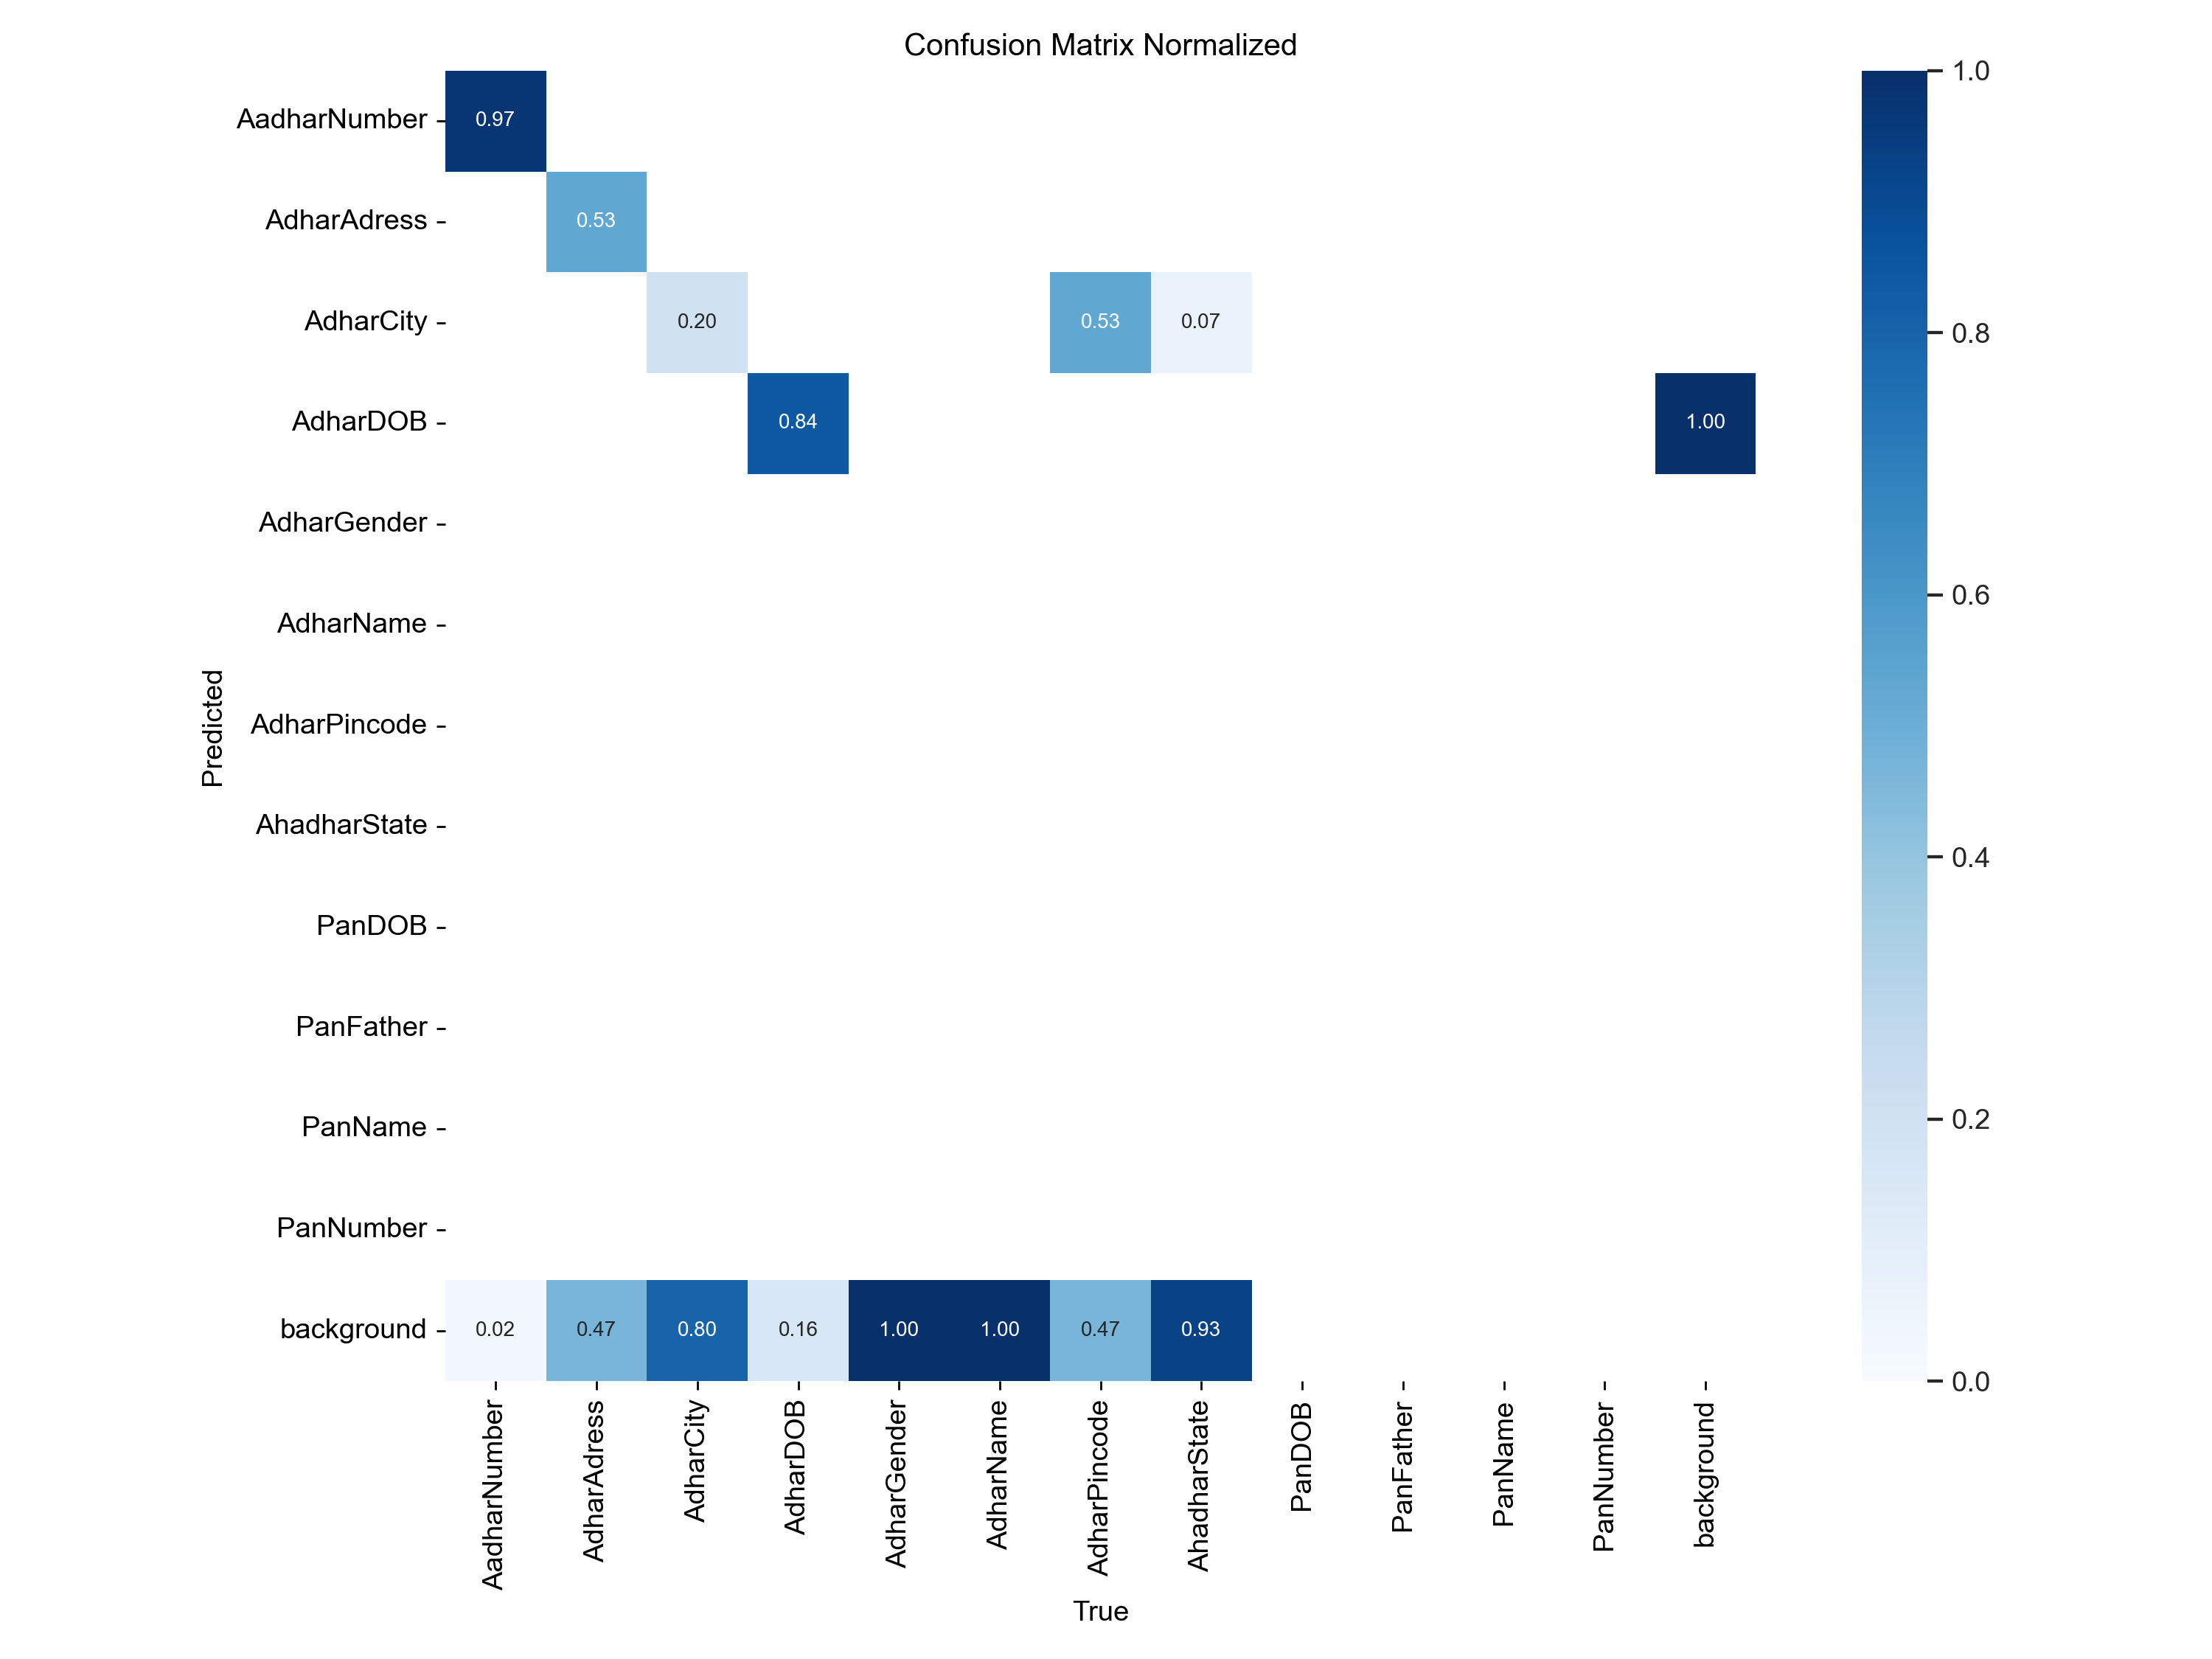 Confusion Matrix Normalized
AadharNumber 0.97 1.0
AdharAdress 0.53
AdharCity 0.20 0.53 0.07 0.8
AdharDOB 0.84 1.00
AdharGender
AdharName 0.6
AdharPincode
Predicted
AhadharState 0.4
PanDOB
PanFather
PanName 0.2
PanNumber
background 0.02 0.47 0.80 0.16 1.00 1.00 0.47 0.93 0.0
AadharNumber AdharAdress AdharCity AdharDOB AdharGender AdharName AdharPincode AhadharState PanDOB PanFather PanName PanNumber background
True